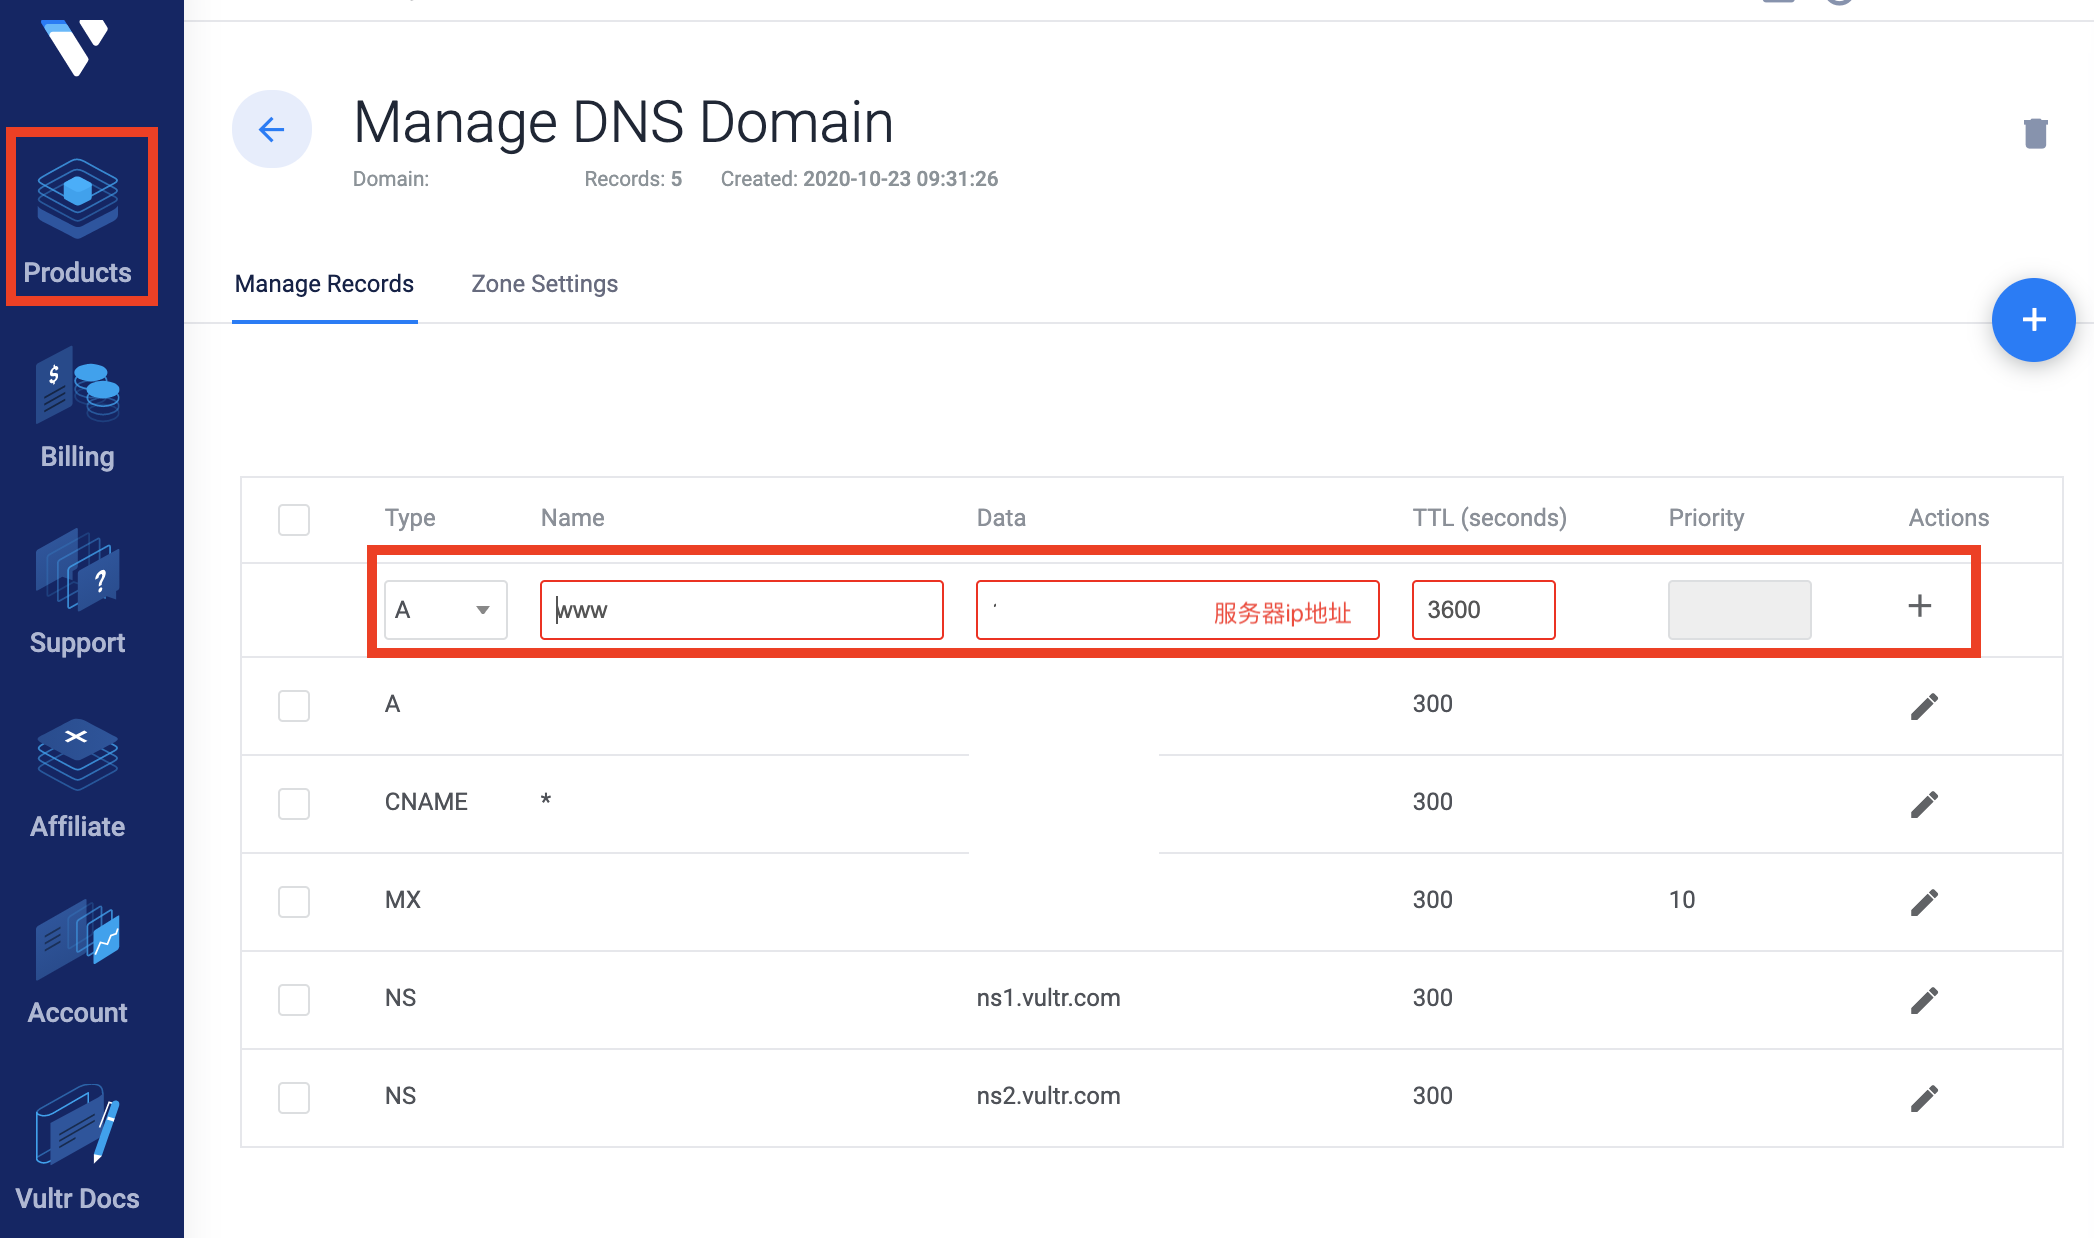 Manage DNS Domain
Domain: Records: 5 Created: 2020-10-23 09:31:26
Manage Records Zone Settings
+
Products
$
Billing
?
Support
Affiliate
Account
Vultr Docs
Type Name Data TTL (seconds) Priority Actions
A www 服务器ip地址 3600 +
A 300
CNAME * 300
MX 300 10
NS ns1.vultr.com 300
NS ns2.vultr.com 300